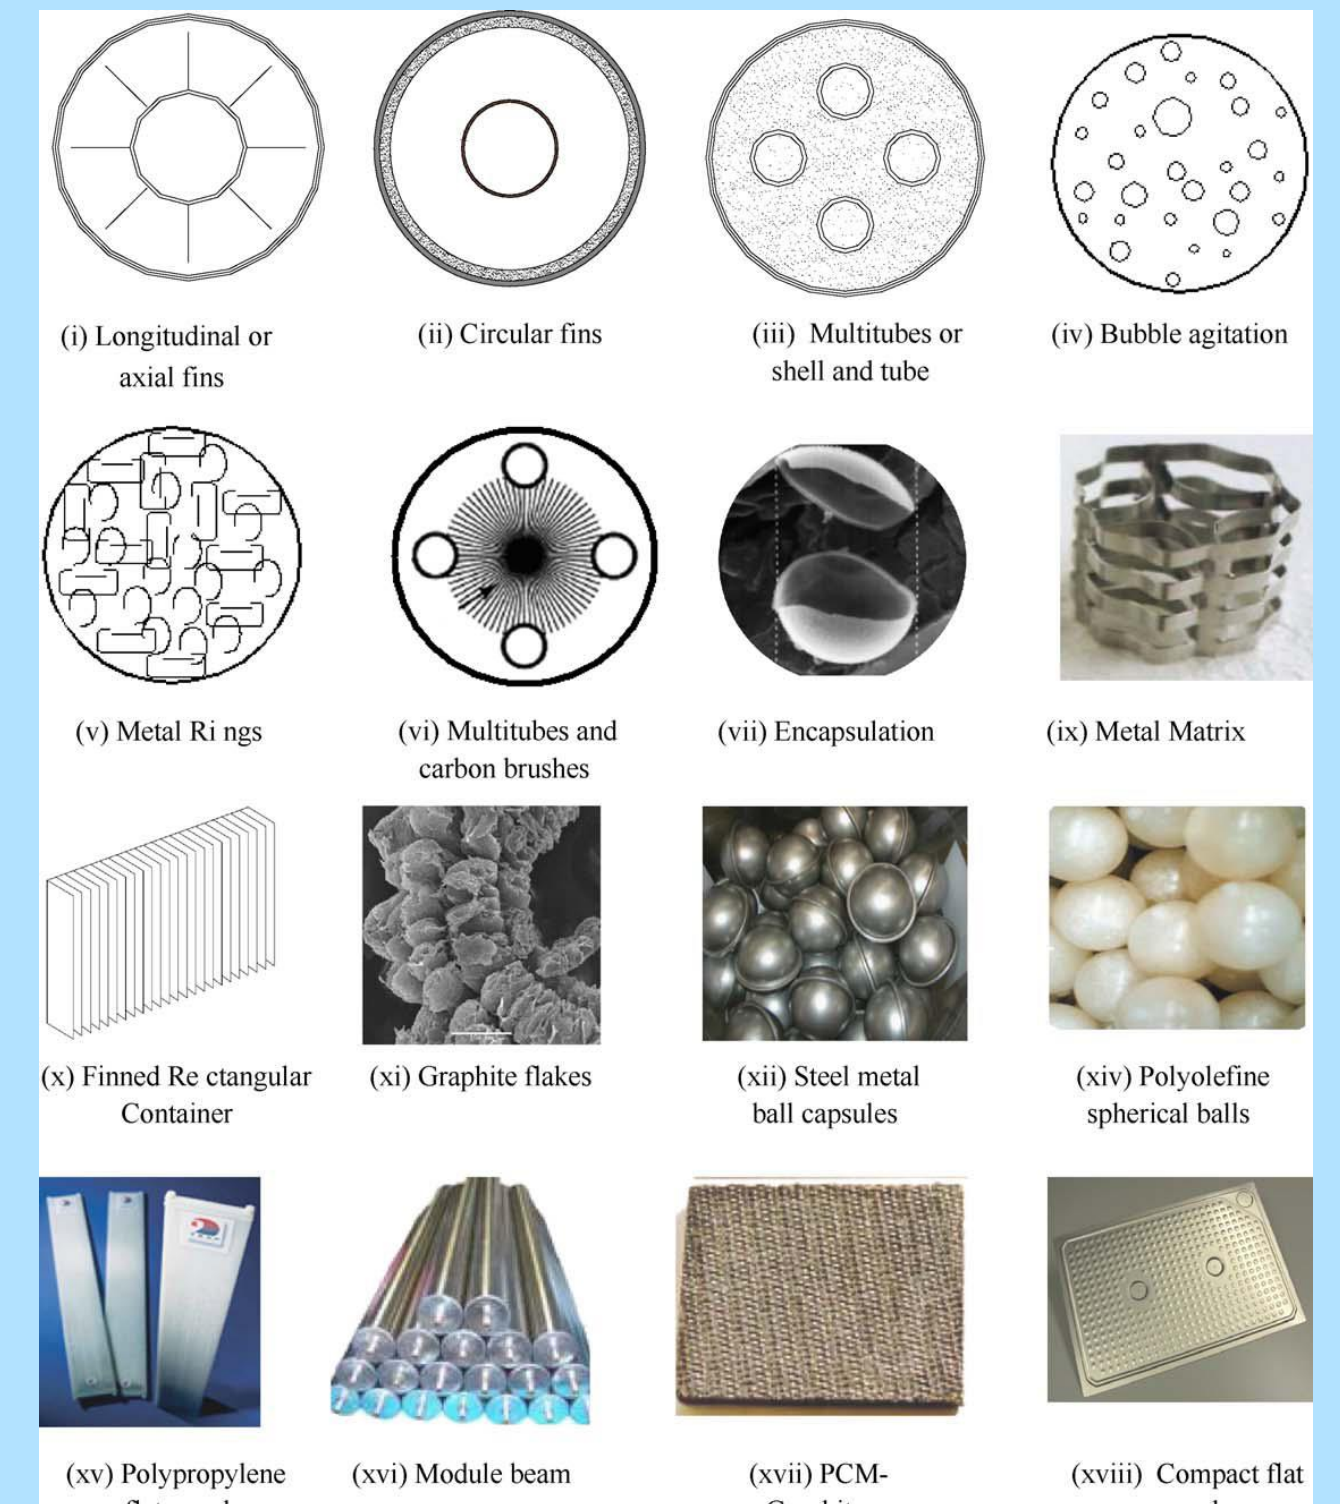 (i) Longitudinal or
axial fins
(ii) Circular fins
(iii) Multitubes or
shell and tube
(iv) Bubble agitation
(v) Metal Ri ngs
(vi) Multitubes and
carbon brushes
(vii) Encapsulation
(ix) Metal Matrix
(x) Finned Re ctangular
Container
(xi) Graphite flakes
(xii) Steel metal
ball capsules
(xiv) Polyolefine
spherical balls
(xv) Polypropylene
(xvi) Module beam
(xvii) PCM-
(xviii) Compact flat